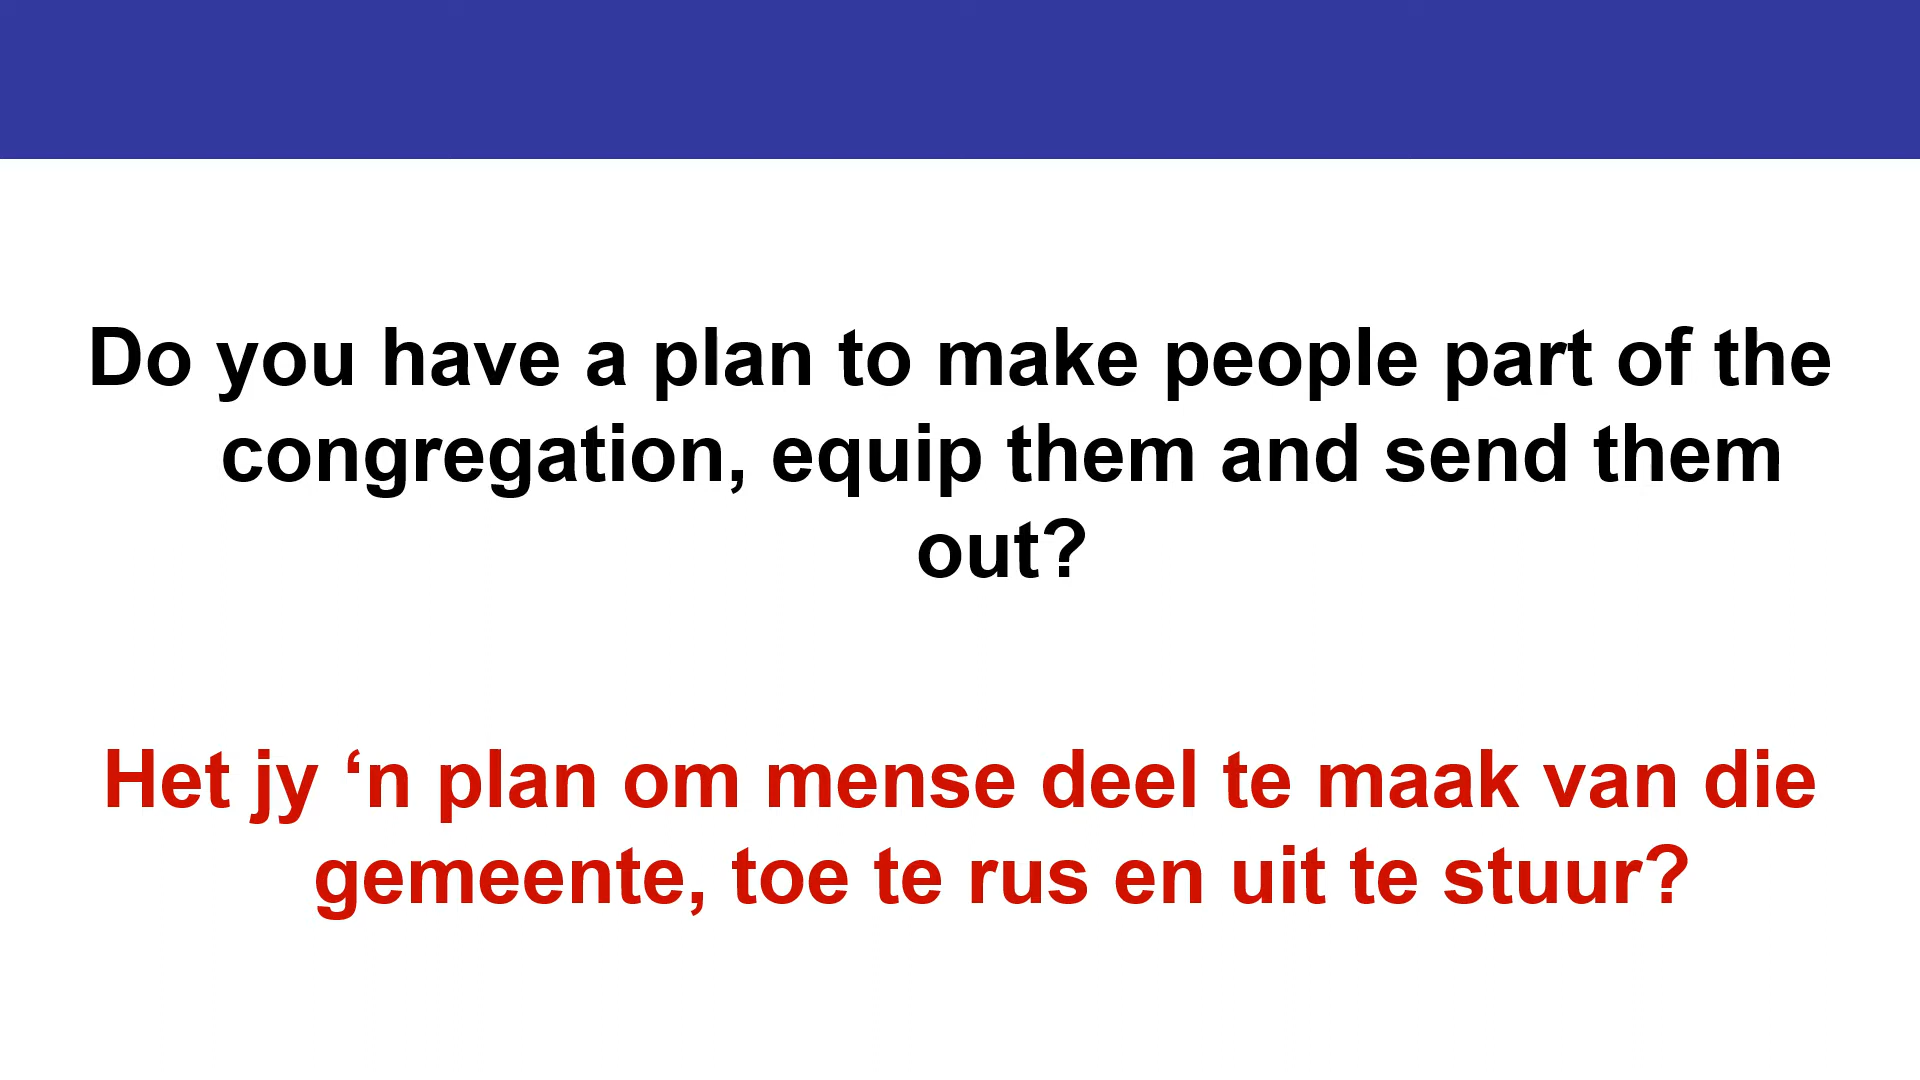 Do you have a plan to make people part of the
congregation, equip them and send them
out?
Het jy ‘n plan om mense deel te maak van die
gemeente, toe te rus en uit te stuur?